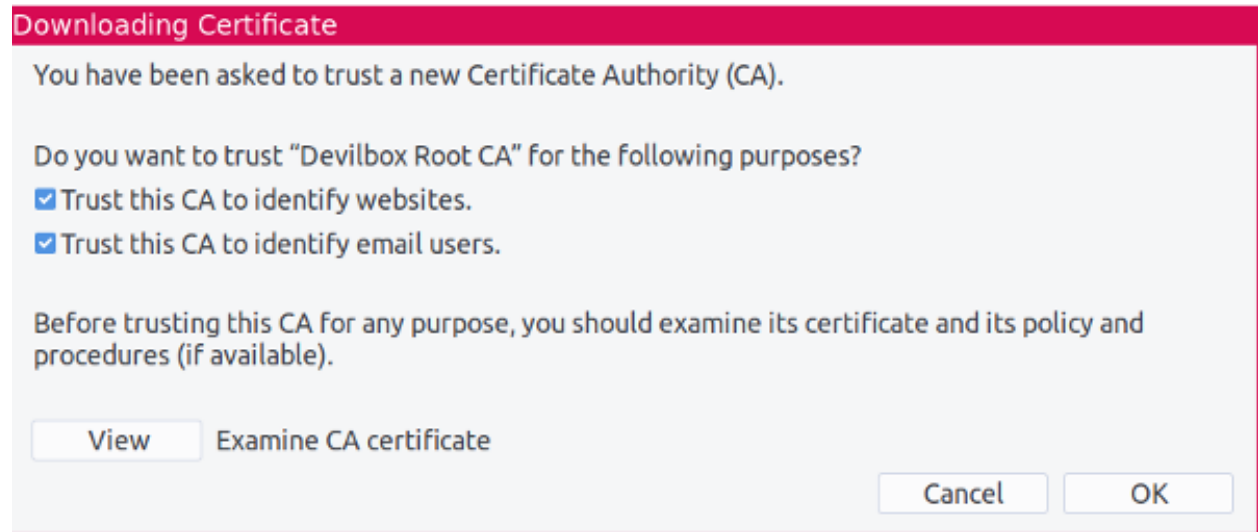 Downloading Certificate
You have been asked to trust a new Certificate Authority (CA).
Do you want to trust “Devilbox Root CA” for the following purposes?
Trust this CA to identify websites.
Trust this CA to identify email users.
Before trusting this CA for any purpose, you should examine its certificate and its policy and
procedures (if available).
View Examine CA certificate
Cancel OK